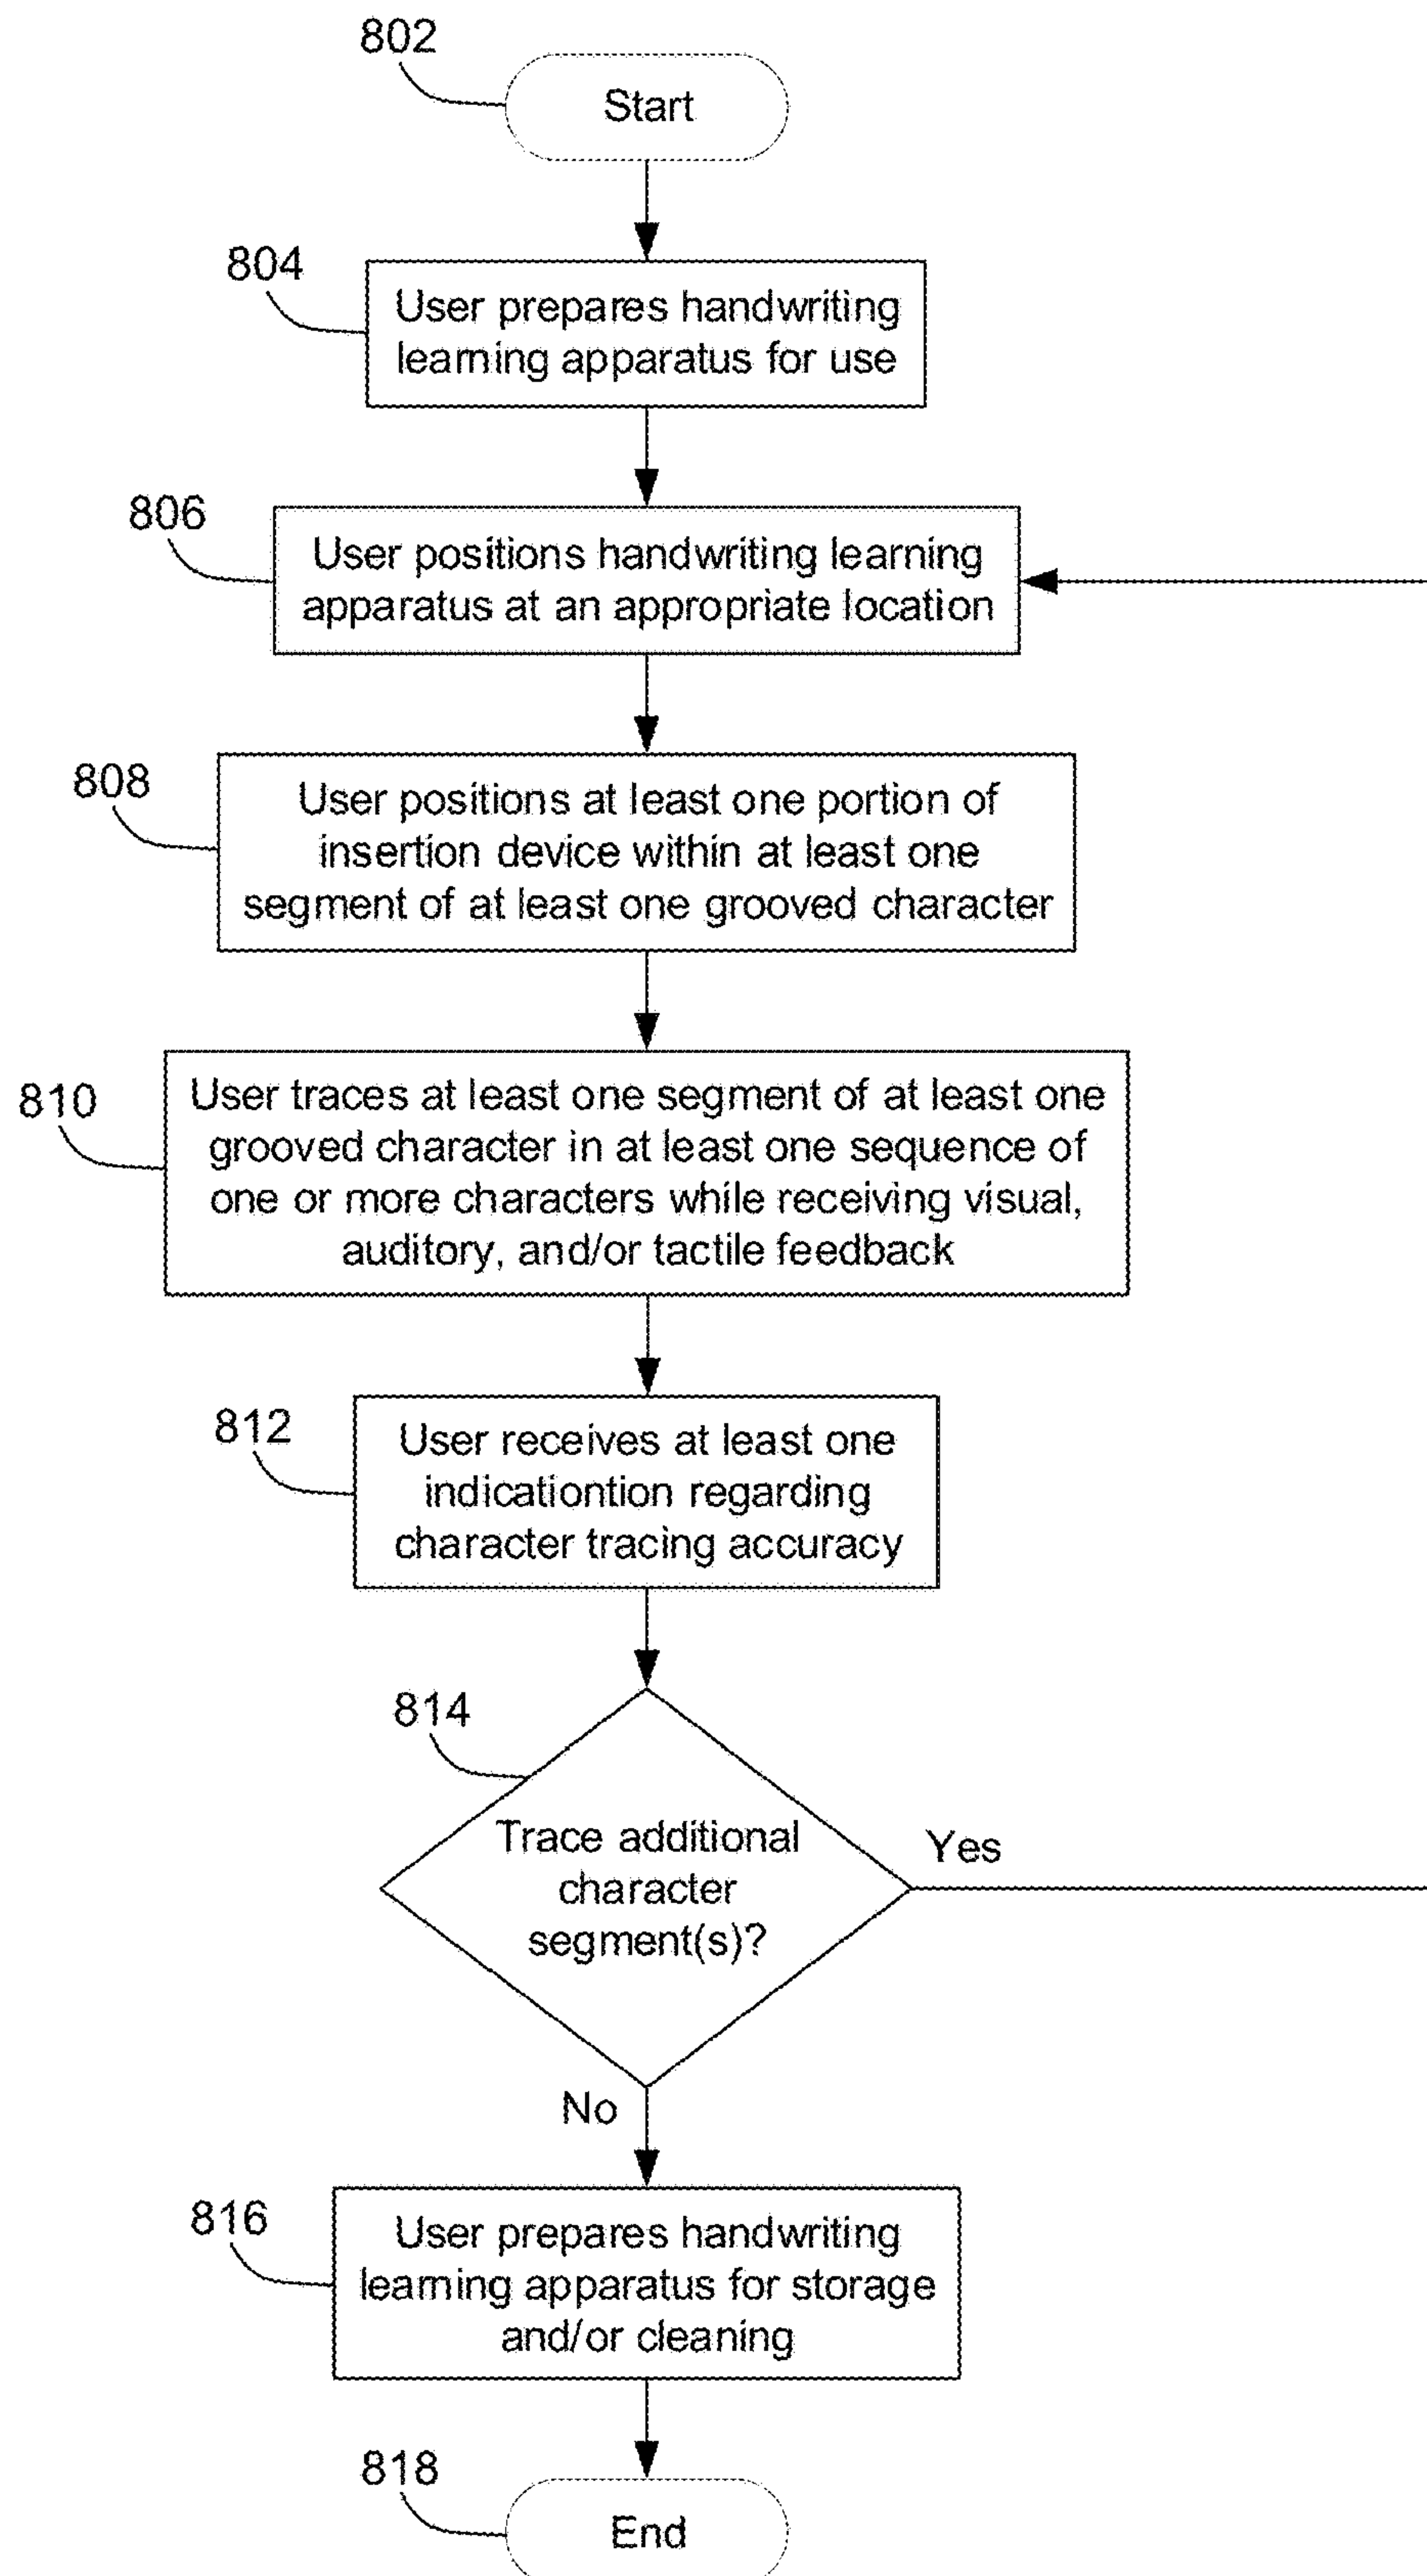 802
Start
804
User prepares handwriting
learning apparatus for use
806
User positions handwriting learning
apparatus at an appropriate location
808
User positions at least one portion of
insertion device within at least one
segment of at least one grooved character
810
User traces at least one segment of at least one
grooved character in at least one sequence of
one or more characters while receiving visual,
auditory, and/or tactile feedback
812
User receives at least one
indicationtion regarding
character tracing accuracy
814
Trace additional
character
segment(s)?
Yes
No
816
User prepares handwriting
learning apparatus for storage
and/or cleaning
818
End